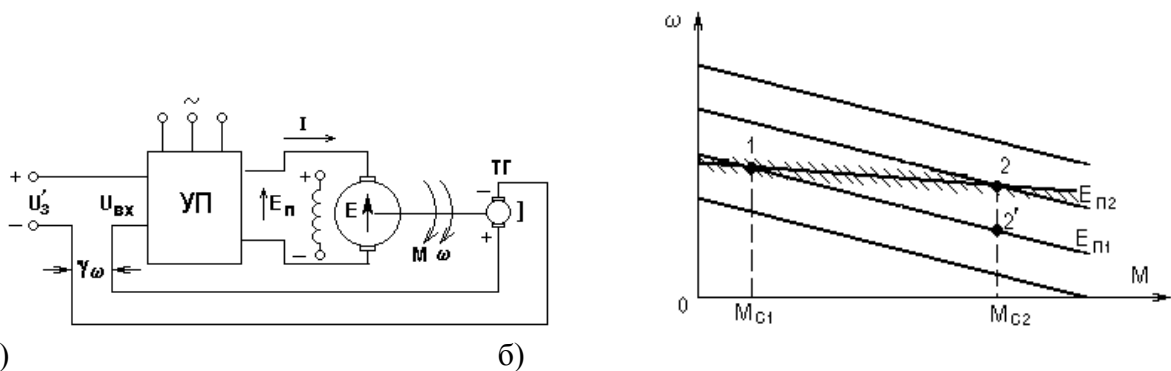 ~
I
+
U'з
−
Uвх
УП
Eп
+
−
E
M ω
ТГ
−
+
γω
)
б)
ω
1
2
2'
Eп2
Eп1
M
0
Mс1
Mс2